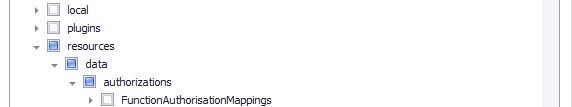 local
plugins
resources
data
authorizations
FunctionAuthorisationMappings